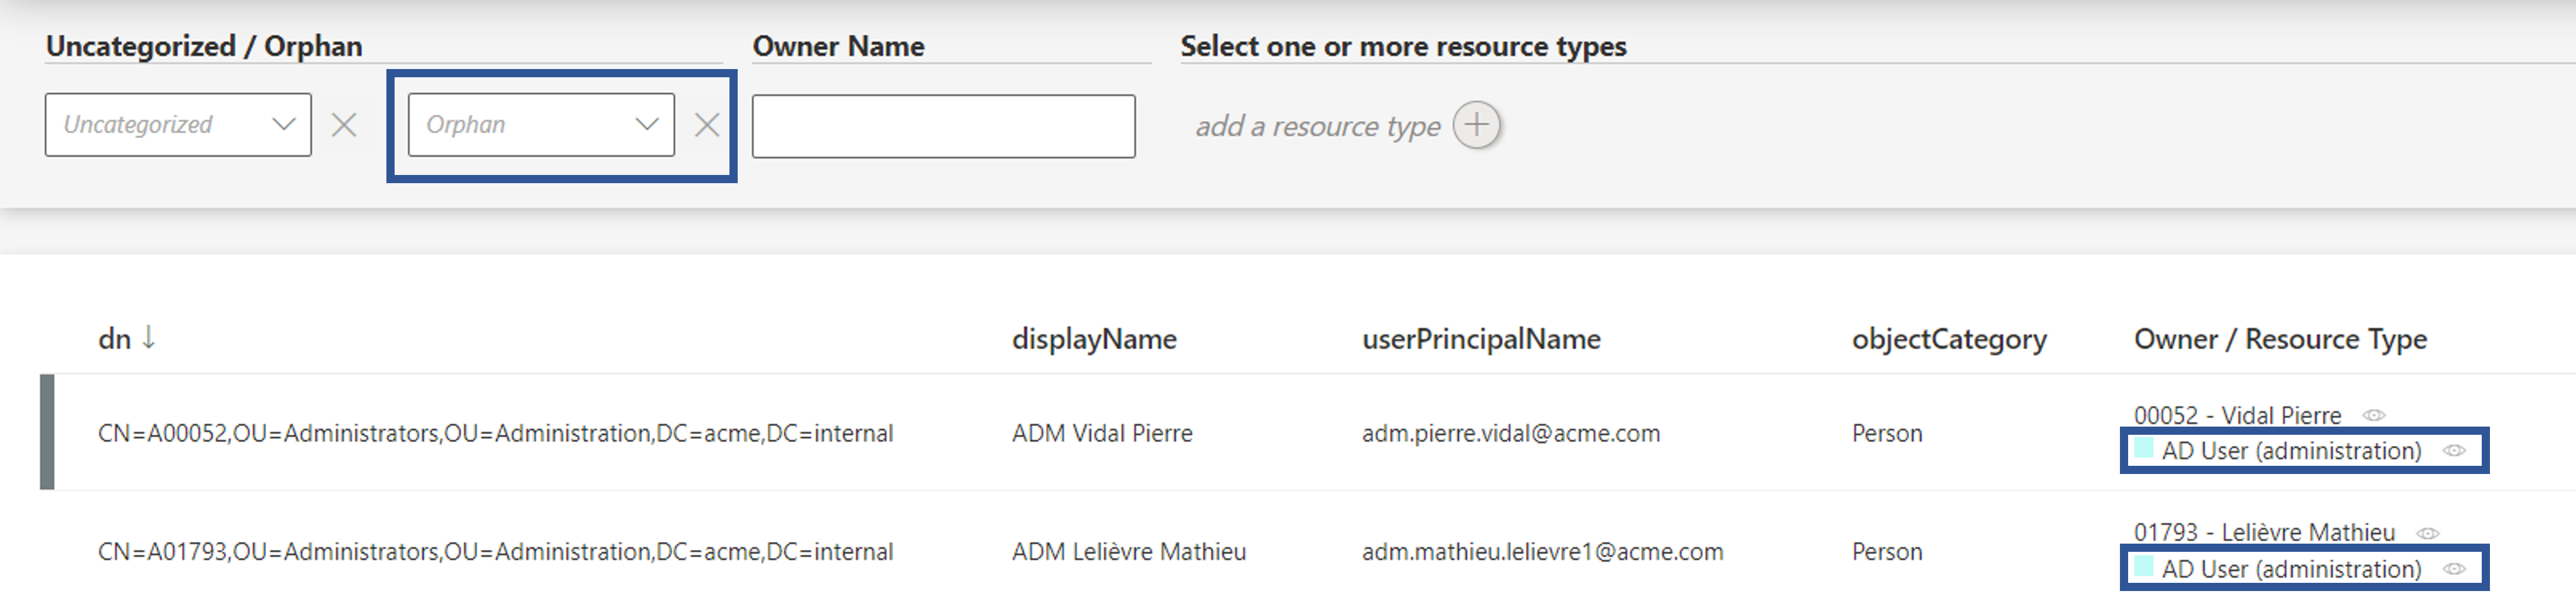 Uncategorized / Orphan
Owner Name
Select one or more resource types
Uncategorized
Orphan
add a resource type
dn
displayName
userPrincipalName
objectCategory
Owner / Resource Type
CN=A00052,OU=Administrators,OU=Administration,DC=acme,DC=internal
ADM Vidal Pierre
adm.pierre.vidal@acme.com
Person
00052 - Vidal Pierre
AD User (administration)
CN=A01793,OU=Administrators,OU=Administration,DC=acme,DC=internal
ADM Lelièvre Mathieu
adm.mathieu.lelievre1@acme.com
Person
01793 - Lelièvre Mathieu
AD User (administration)